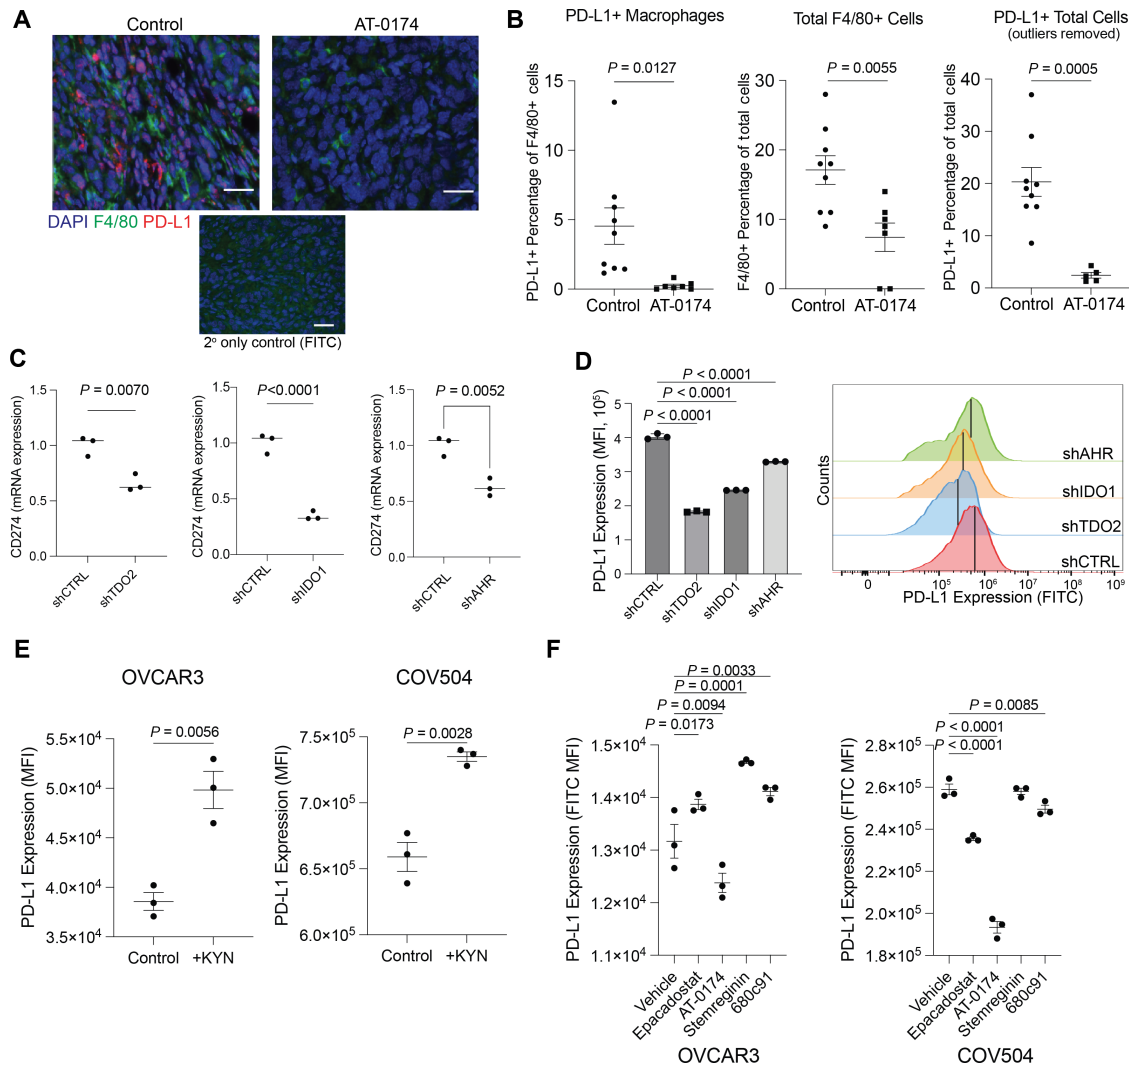 A
Control
AT-0174
DAPI F4/80 PD-L1
2º only control (FITC)
B
PD-L1+ Macrophages
PD-L1+ Percentage of F4/80+ cells
P = 0.0127
15
10
5
0
Control
AT-0174
Total F4/80+ Cells
F4/80+ Percentage of total cells
P = 0.0055
30
20
10
0
Control
AT-0174
PD-L1+ Total Cells
(outliers removed)
PD-L1+ Percentage of total cells
P = 0.0005
40
30
20
10
0
Control
AT-0174
C
CD274 (mRNA expression)
P = 0.0070
1.5
1.0
0.5
0.0
shCTRL
shTDO2
CD274 (mRNA expression)
P<0.0001
1.5
1.0
0.5
0.0
shCTRL
shIDO1
CD274 (mRNA expression)
P = 0.0052
1.5
1.0
0.5
0.0
shCTRL
shAHR
D
PD-L1 Expression (MFI, 10⁵)
P < 0.0001
P < 0.0001
P < 0.0001
5
4
3
2
1
0
shCTRL
shTDO2
shIDO1
shAHR
Counts
shAHR
shIDO1
shTDO2
shCTRL
0 10⁵ 10⁶ 10⁷ 10⁸ 10⁹
PD-L1 Expression (FITC)
E
OVCAR3
PD-L1 Expression (MFI)
P = 0.0056
5.5×10⁴
5.0×10⁴
4.5×10⁴
4.0×10⁴
3.5×10⁴
Control
+KYN
COV504
PD-L1 Expression (MFI)
P = 0.0028
7.5×10⁵
7.0×10⁵
6.5×10⁵
6.0×10⁵
Control
+KYN
F
PD-L1 Expression (FITC MFI)
P = 0.0033
P = 0.0001
P = 0.0094
P = 0.0173
1.5×10⁴
1.4×10⁴
1.3×10⁴
1.2×10⁴
1.1×10⁴
Vehicle
Epacadostat
AT-0174
Stemreginin
680c91
OVCAR3
PD-L1 Expression (FITC MFI)
P = 0.0085
P < 0.0001
P < 0.0001
2.8×10⁵
2.6×10⁵
2.4×10⁵
2.2×10⁵
2.0×10⁵
1.8×10⁵
Vehicle
Epacadostat
AT-0174
Stemreginin
680c91
COV504